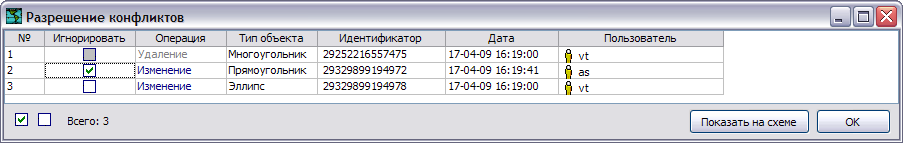 Разрешение конфликтов
№ Игнорировать Операция Тип объекта Идентификатор Дата Пользователь
1 Удаление Многоугольник 29252216557475 17-04-09 16:19:00 vt
2 Изменение Прямоугольник 29329899194972 17-04-09 16:19:41 as
3 Изменение Эллипс 29329899194978 17-04-09 16:19:00 vt
Всего: 3 Показать на схеме OK